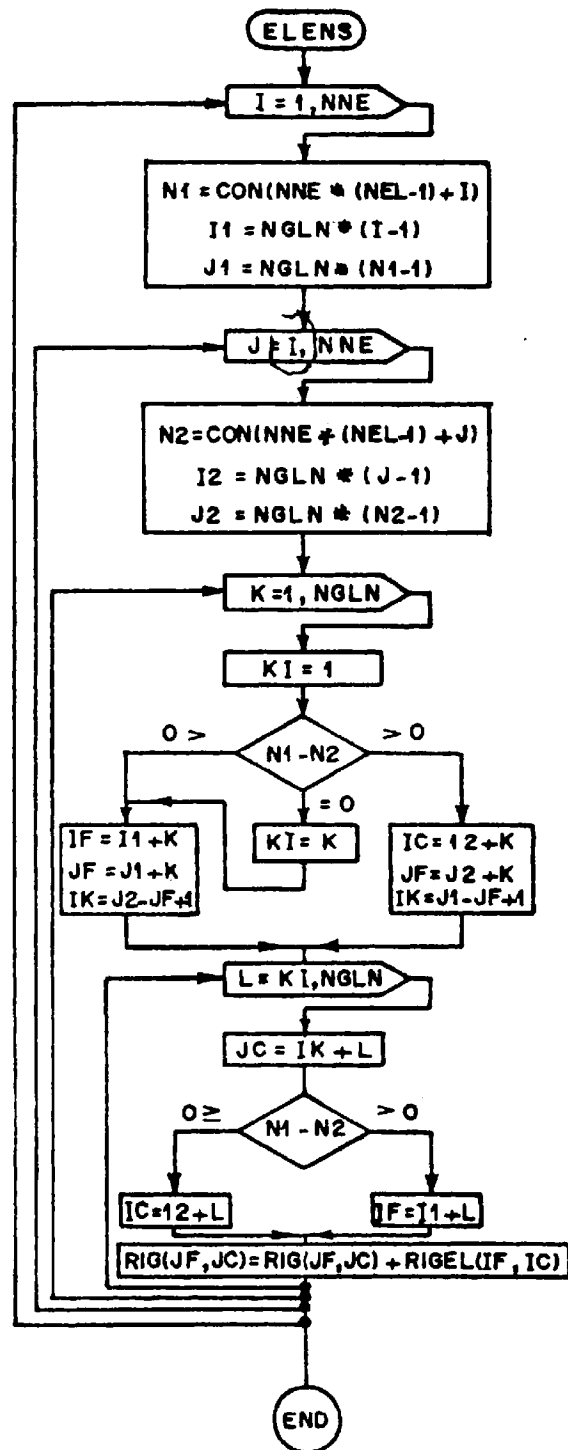 ELENS
I = 1, NNE
N1 = CON(NNE * (NEL-1) + I)
I1 = NGLN * (I-1)
J1 = NGLN * (N1-1)
J = I, NNE
N2=CON(NNE * (NEL-1) + J)
I2 = NGLN * (J-1)
J2 = NGLN * (N2-1)
K =1, NGLN
KI = 1
0 >
N1 - N2
> 0
= 0
IF = I1 + K
JF = J1 + K
IK=J2-JF+1
KI = K
IC = 12 + K
JF = J2 + K
IK=J1-JF+1
L = KI, NGLN
JC = IK + L
0 ≥
N1 - N2
> 0
IC=12+L
IF=I1+L
RIG(JF,JC)=RIG(JF,JC) + RIGEL(IF, IC)
END